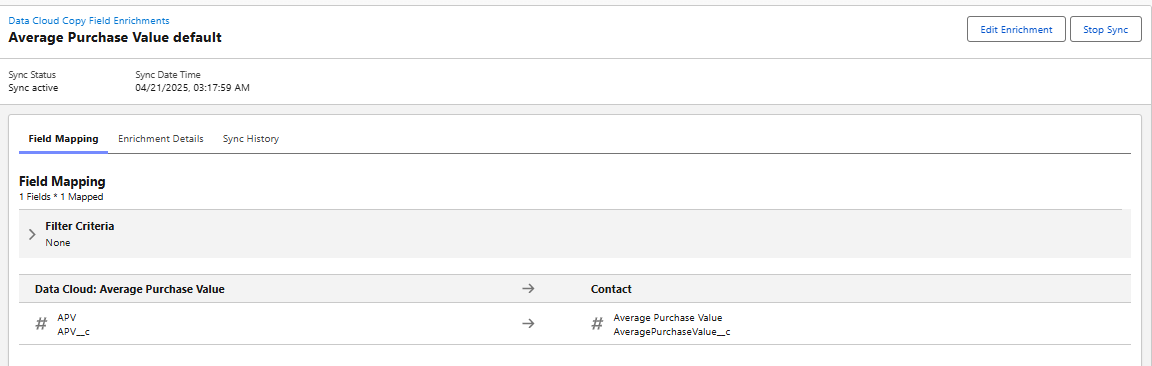 Data Cloud Copy Field Enrichments
Average Purchase Value default
Edit Enrichment
Stop Sync
Sync Status
Sync Date Time
Sync active
04/21/2025, 03:17:59 AM
Field Mapping
Enrichment Details
Sync History
Field Mapping
1 Fields * 1 Mapped
Filter Criteria
None
Data Cloud: Average Purchase Value
Contact
APV
APV__c
Average Purchase Value
AveragePurchaseValue__c